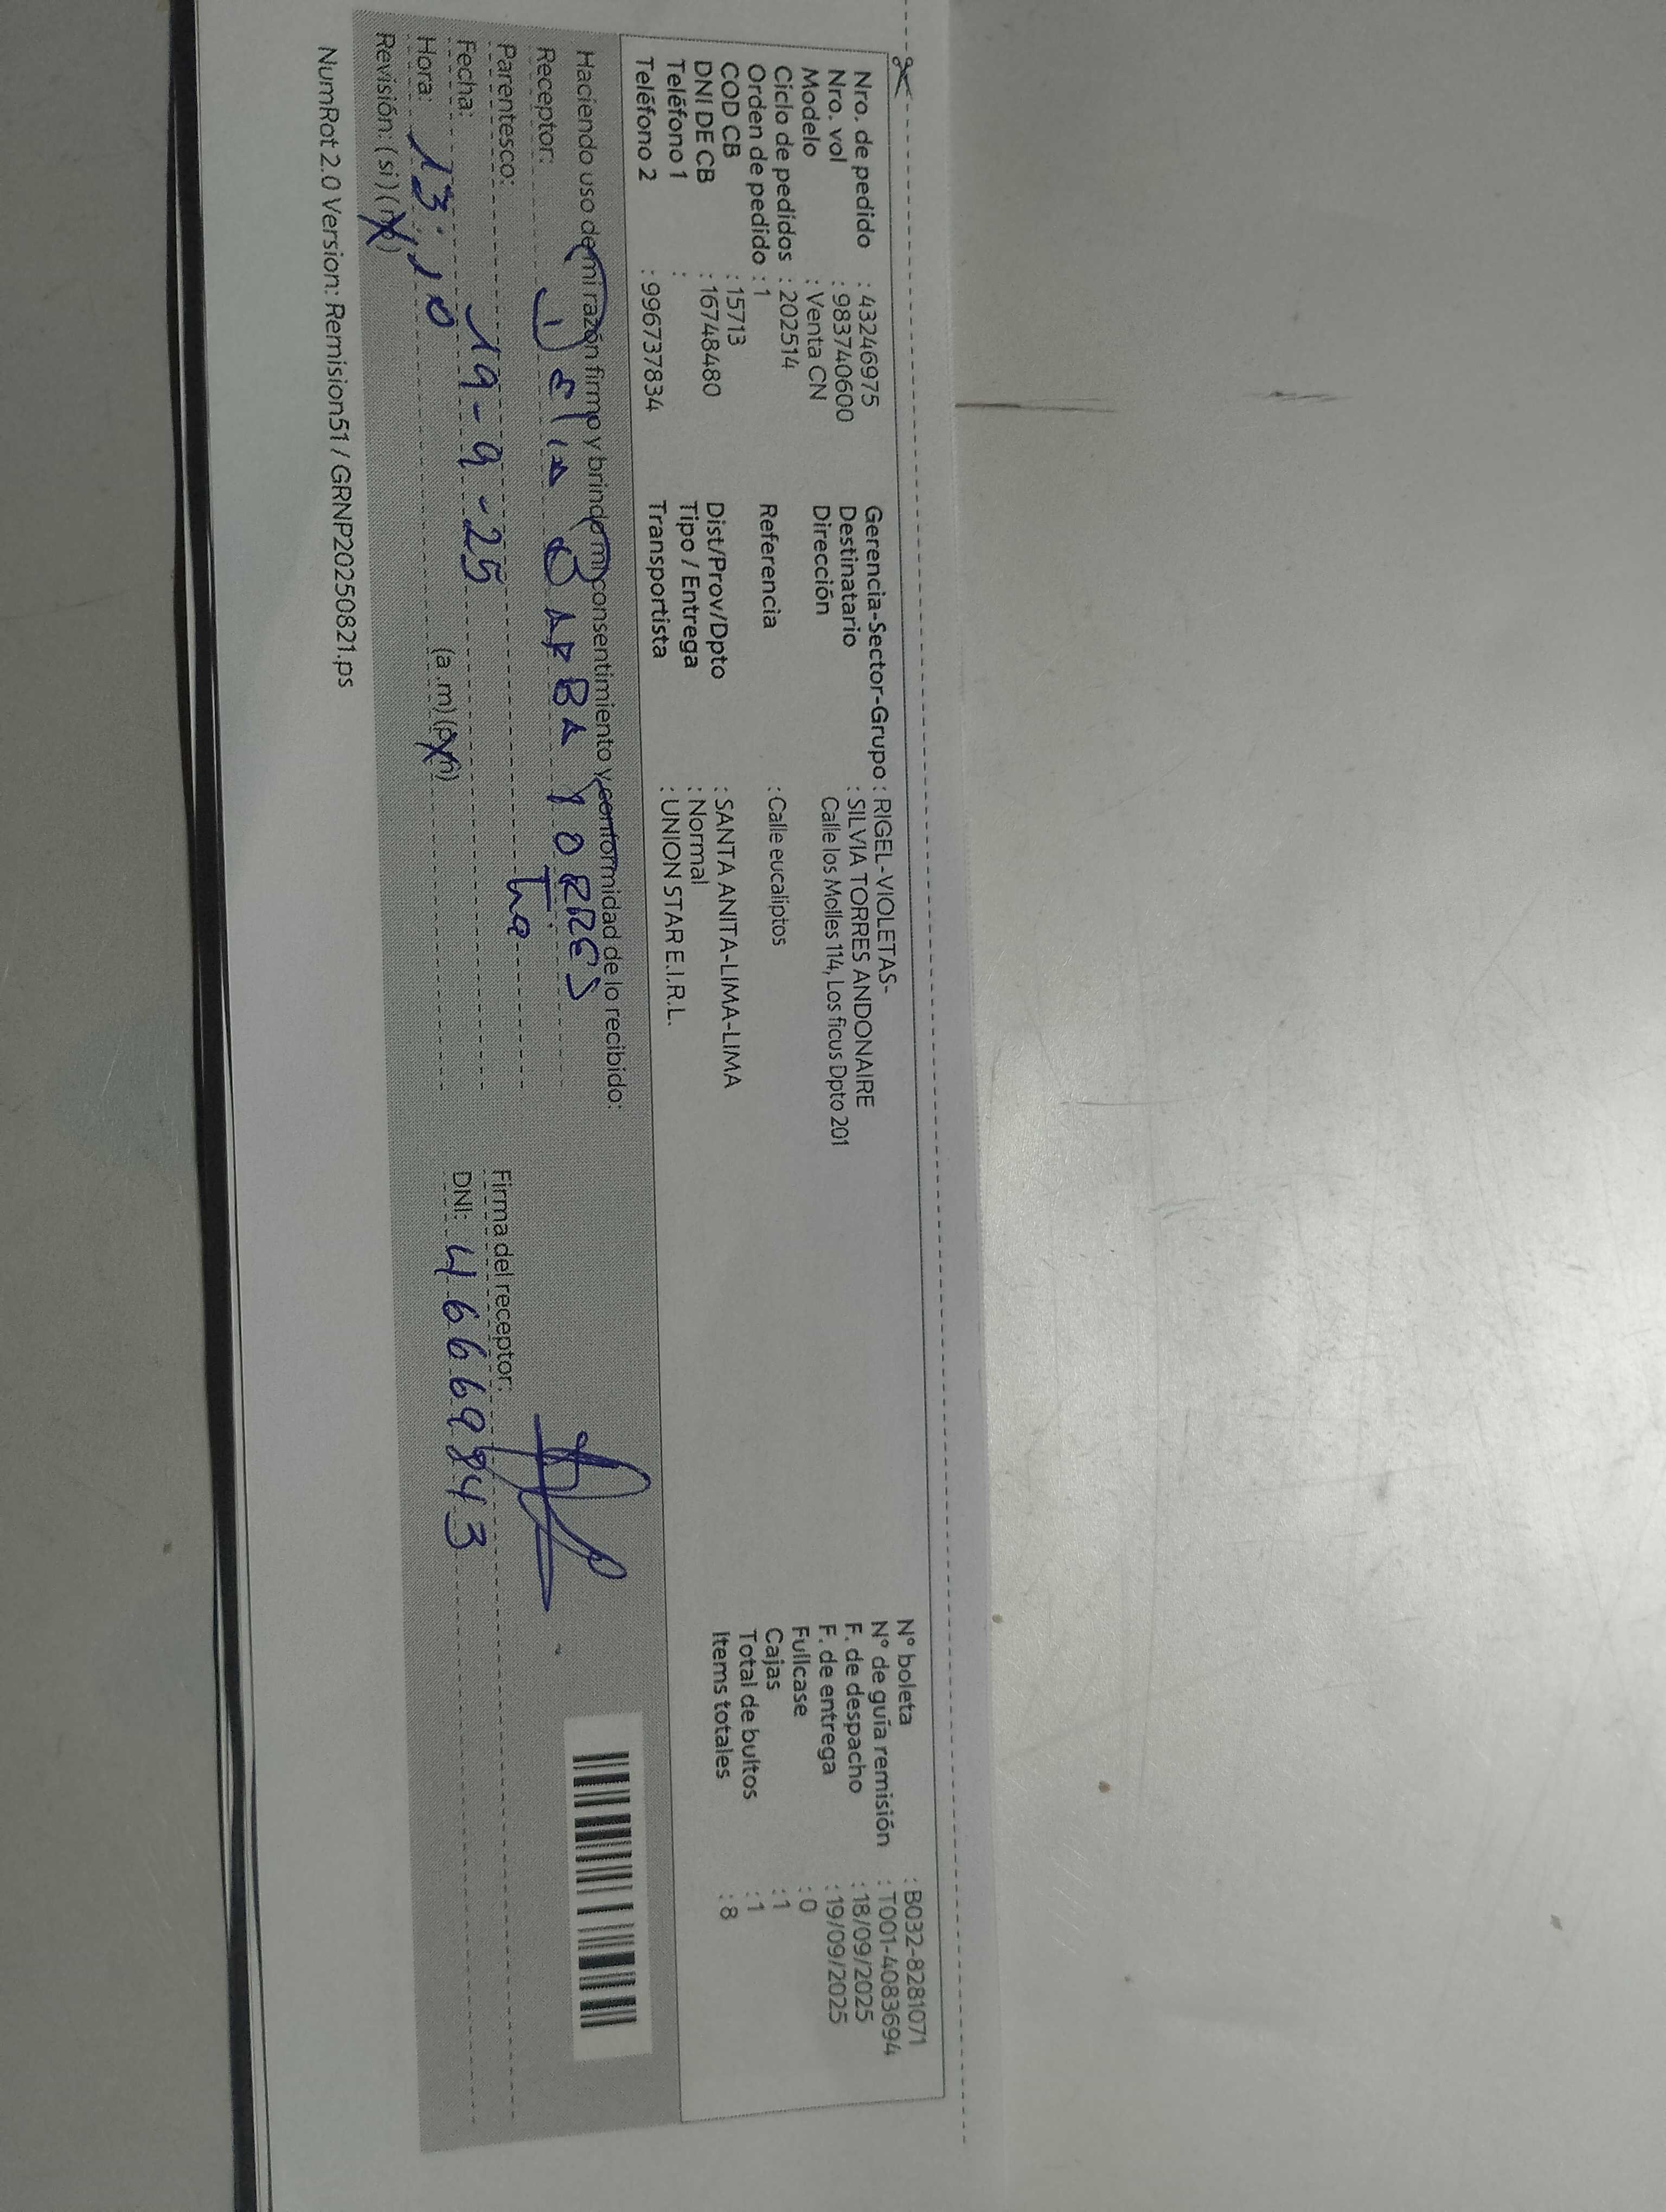 Nro. de pedido : 43246975
Nro. vol : 983740600
Modelo : Venta CN
Ciclo de pedidos : 202514
Orden de pedido : 1
COD CB : 15713
DNI DE CB : 16748480
Teléfono 1 :
Teléfono 2 : 996737834
Gerencia-Sector-Grupo : RIGEL-VIOLETAS-
Destinatario : SILVIA TORRES ANDONAIRE
Dirección Calle los Molles 114, Los ficus Dpto 201
Referencia : Calle eucaliptos
Dist/Prov/Dpto : SANTA ANITA-LIMA-LIMA
Tipo / Entrega : Normal
Transportista : UNION STAR E.I.R.L.
N° boleta : B032-8281071
N° de guía remisión : T001-4083694
F. de despacho : 18/09/2025
F. de entrega : 19/09/2025
Fullcase : 0
Cajas : 1
Total de bultos : 1
Items totales : 8
Haciendo uso de mi razón firmo y brindo mi consentimiento y conformidad de lo recibido:
Receptor: YORRES
Parentesco: Tia
Fecha: 19-9-25
Hora: 13:10 (a.m) (p.m)
Revisión: ( si ) ( no )
Firma del receptor:
DNI: 46669843
NumRot 2.0 Version: Remision51 / GRNP20250821.ps